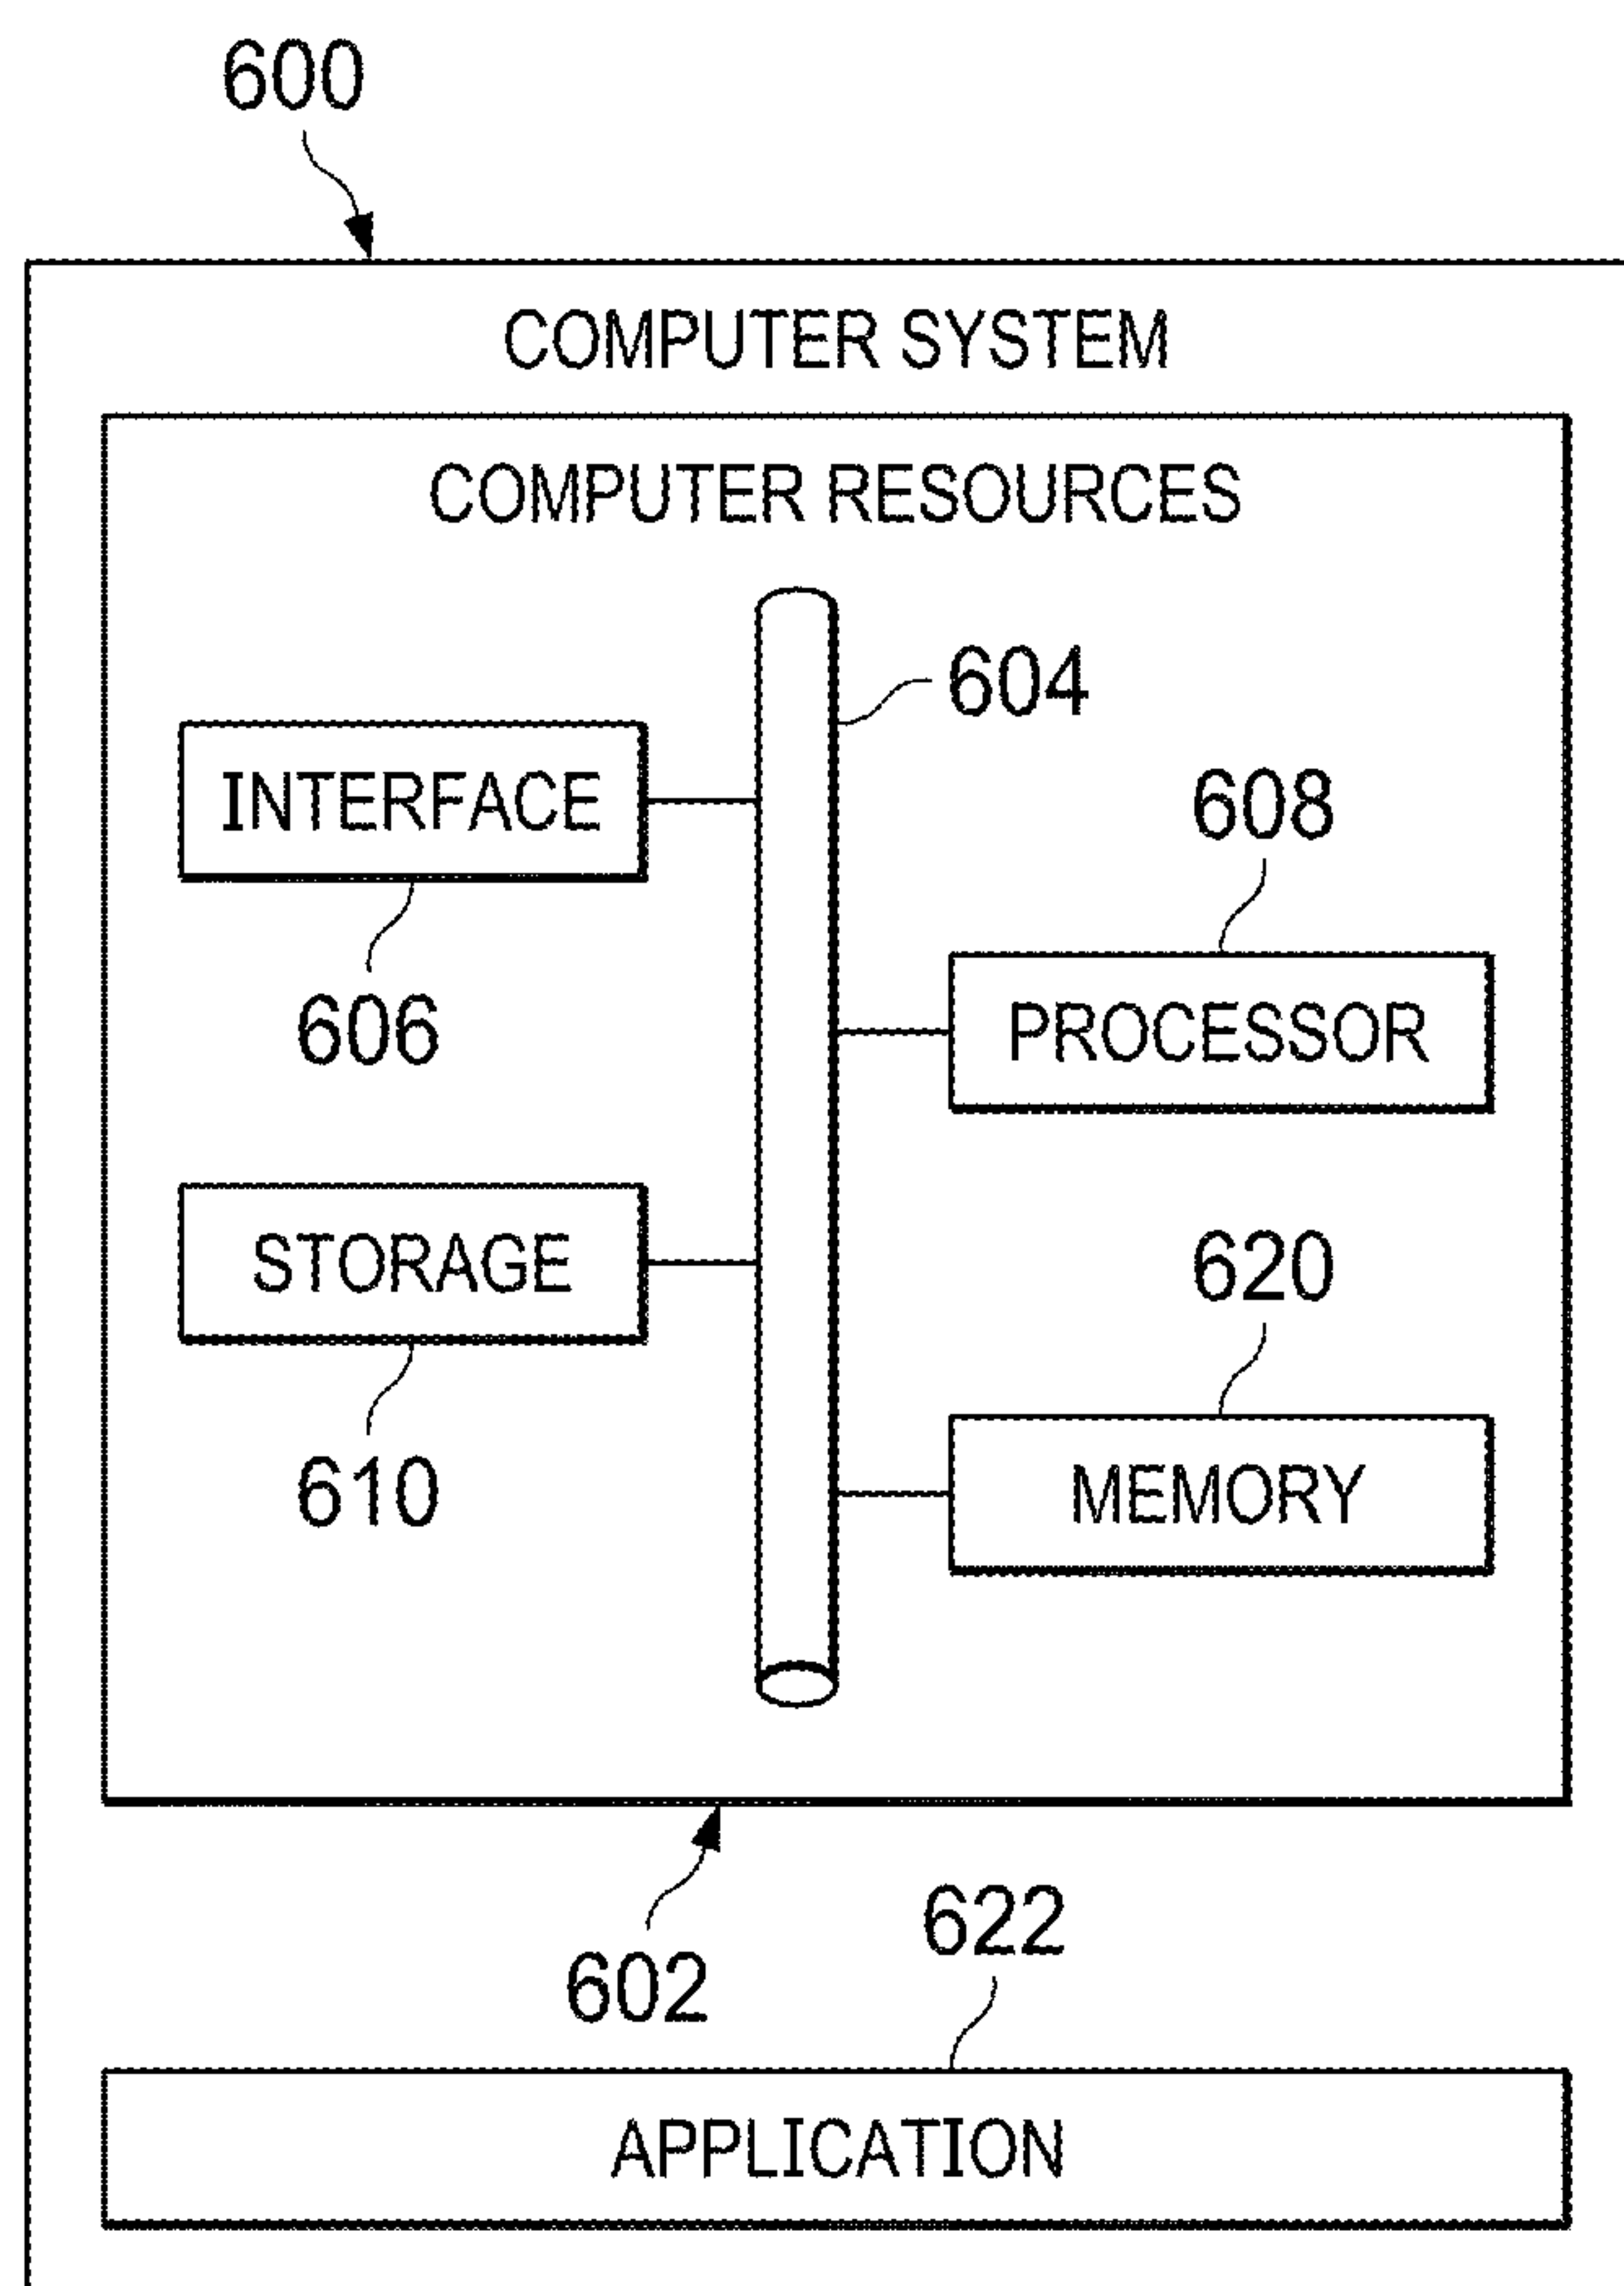 600
COMPUTER SYSTEM
COMPUTER RESOURCES
604
INTERFACE
608
606
PROCESSOR
STORAGE
620
610
MEMORY
602
622
APPLICATION